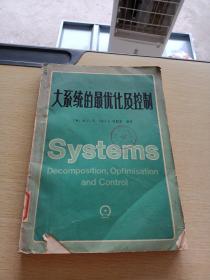 大系统的最优化及控制
Systems
Decomposition, Optimisation
and Control